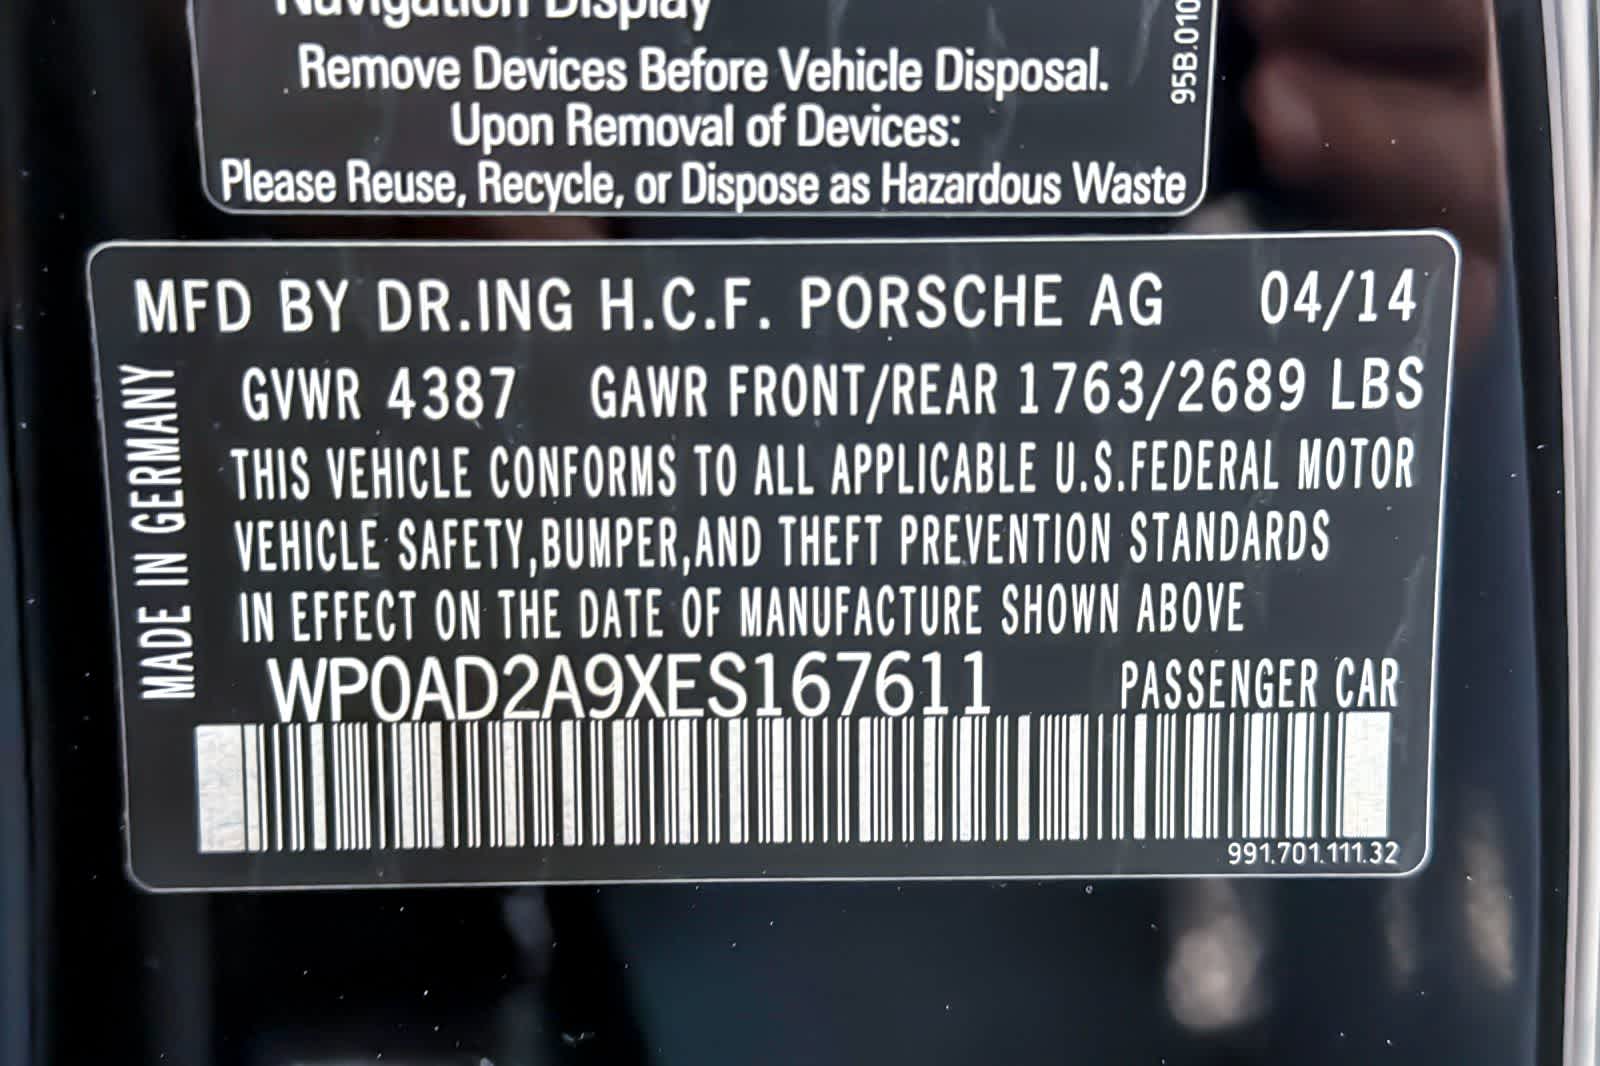 Navigation Display
Remove Devices Before Vehicle Disposal.
Upon Removal of Devices:
Please Reuse, Recycle, or Dispose as Hazardous Waste
95B.010
MFD BY DR.ING H.C.F. PORSCHE AG 04/14
GVWR 4387 GAWR FRONT/REAR 1763/2689 LBS
THIS VEHICLE CONFORMS TO ALL APPLICABLE U.S.FEDERAL MOTOR
VEHICLE SAFETY,BUMPER,AND THEFT PREVENTION STANDARDS
IN EFFECT ON THE DATE OF MANUFACTURE SHOWN ABOVE
WP0AD2A9XES167611 PASSENGER CAR
991.701.111.32
MADE IN GERMANY